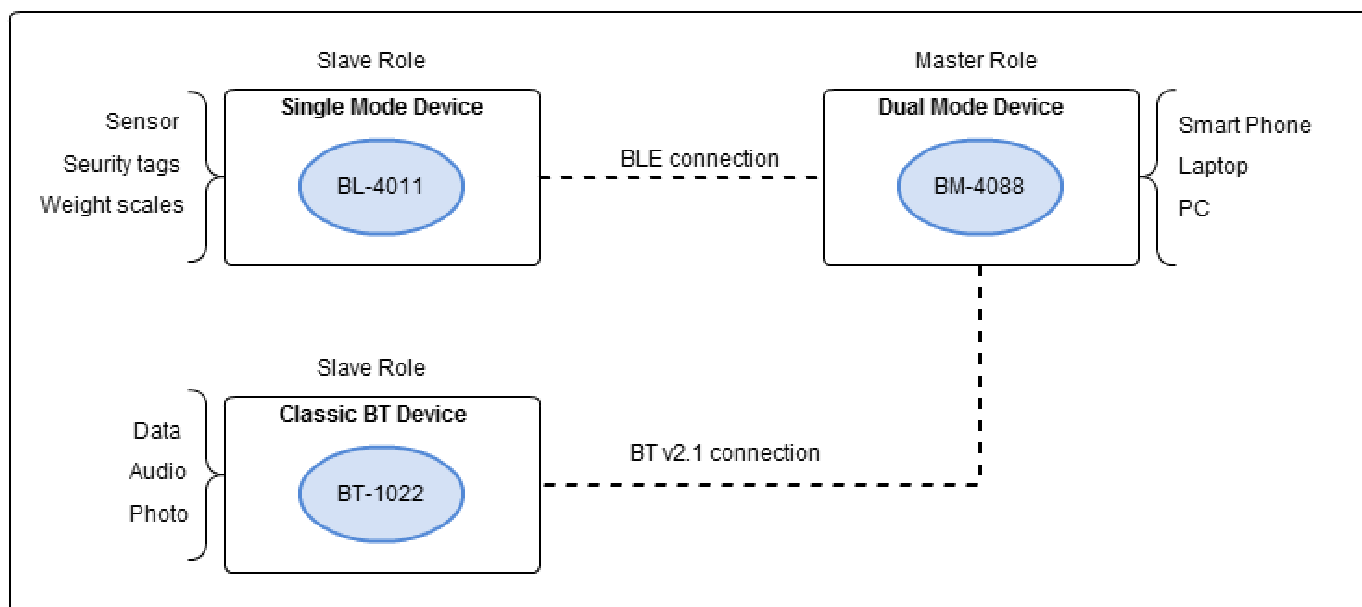 Slave Role
Master Role
Single Mode Device
Dual Mode Device
Sensor
Seurity tags
Weight scales
BL-4011
BLE connection
BM-4088
Smart Phone
Laptop
PC
Slave Role
Classic BT Device
Data
Audio
Photo
BT-1022
BT v2.1 connection